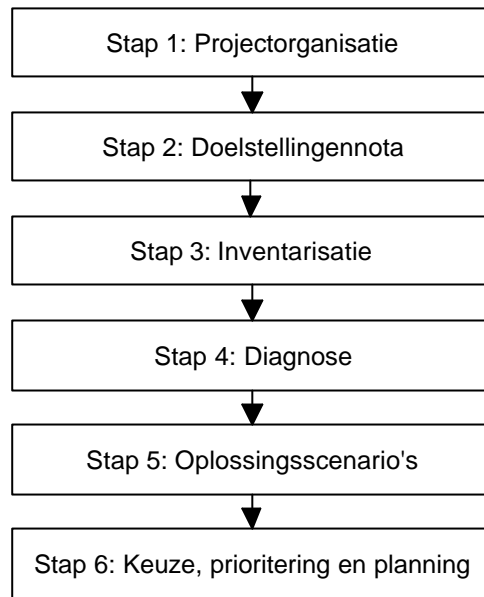 Stap 1: Projectorganisatie
Stap 2: Doelstellingennota
Stap 3: Inventarisatie
Stap 4: Diagnose
Stap 5: Oplossingsscenario's
Stap 6: Keuze, prioritering en planning